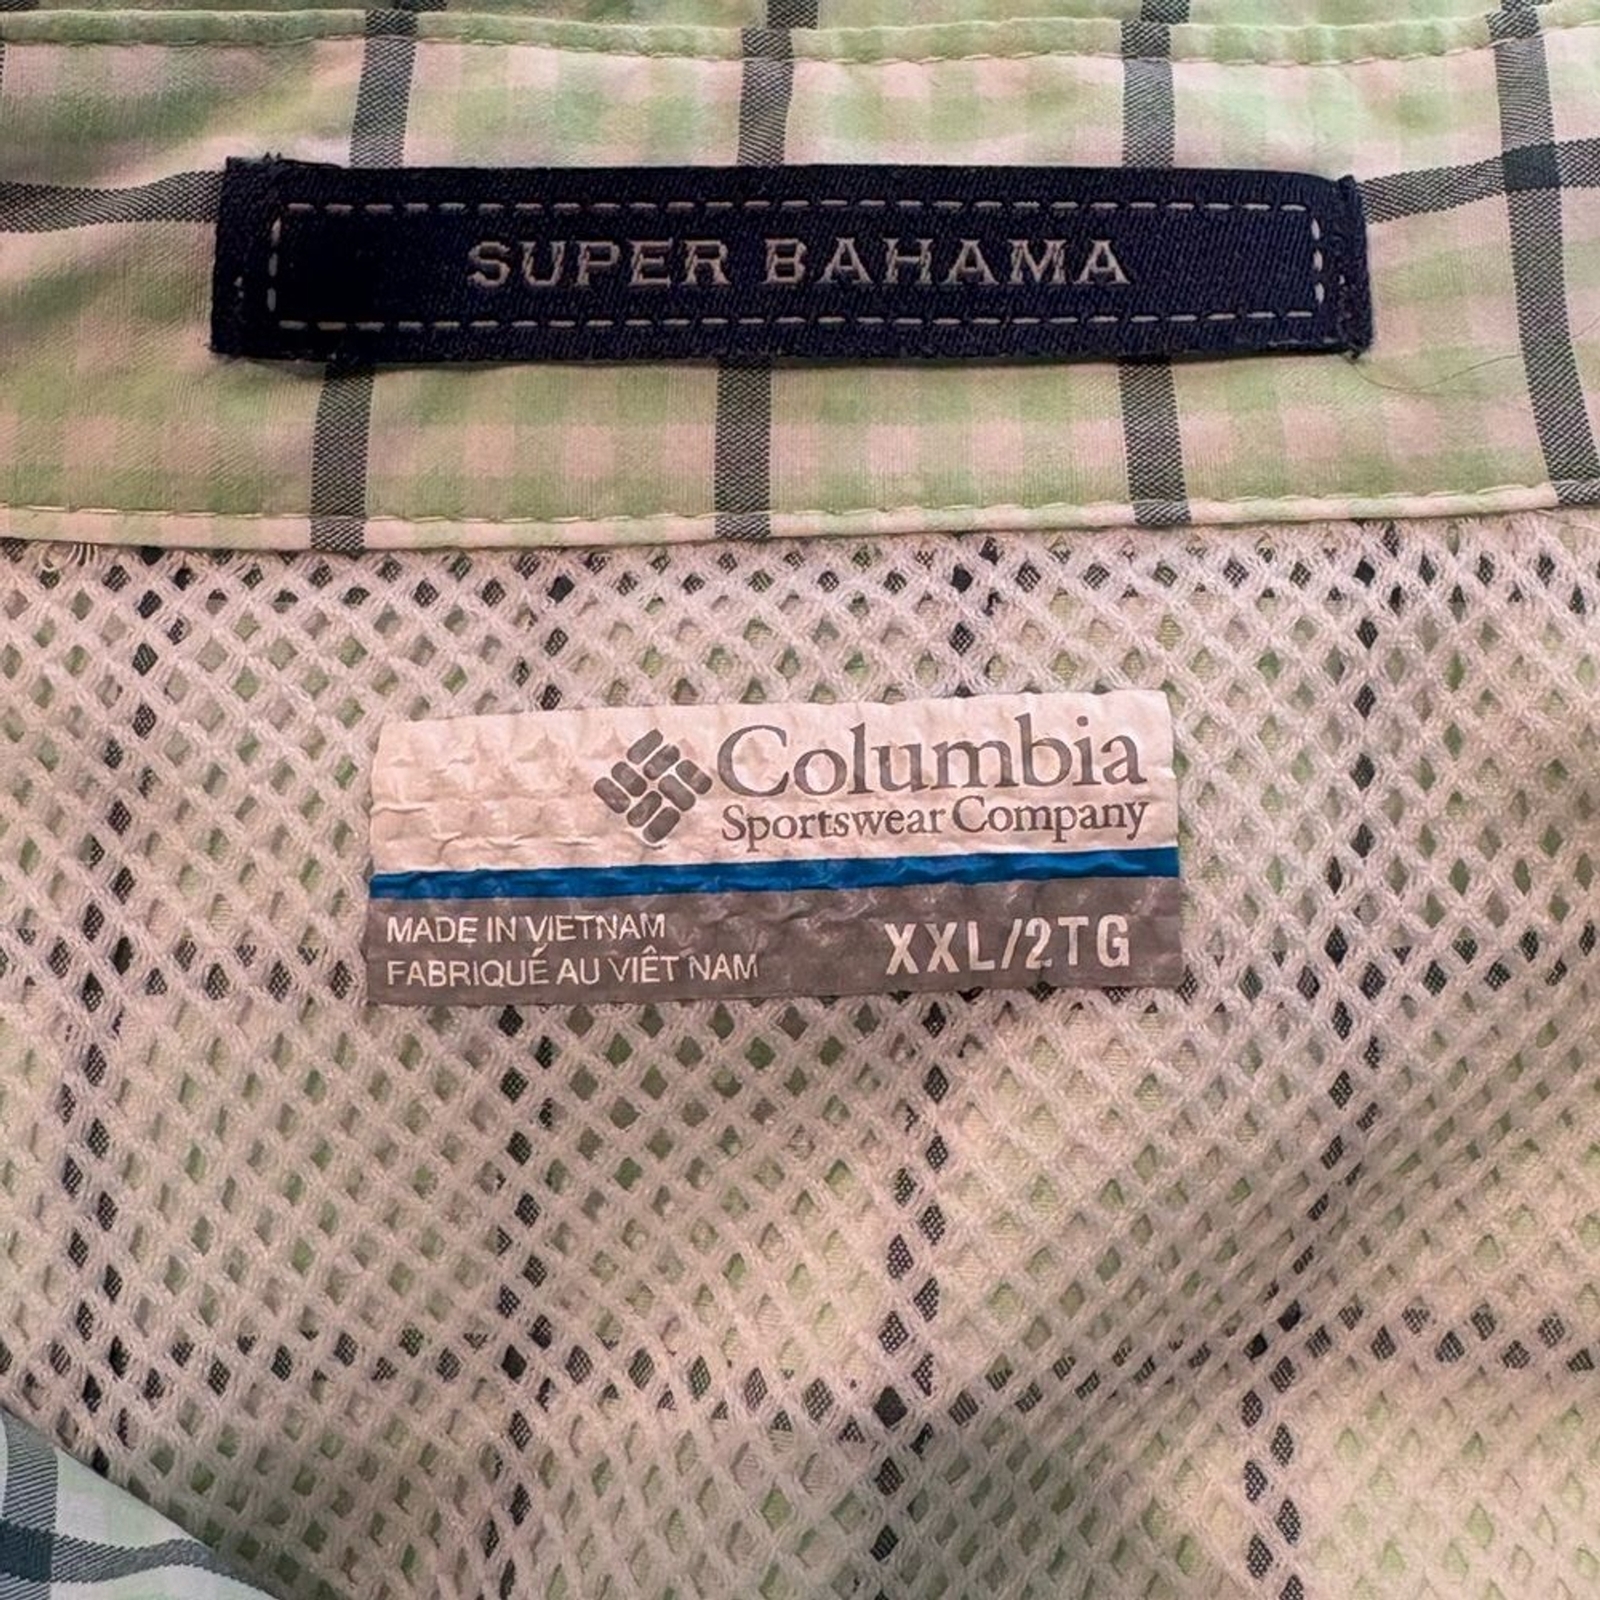 SUPER BAHAMA
Columbia
Sportswear Company
MADE IN VIETNAM
FABRIQUÉ AU VIÊT NAM
XXL/2TG